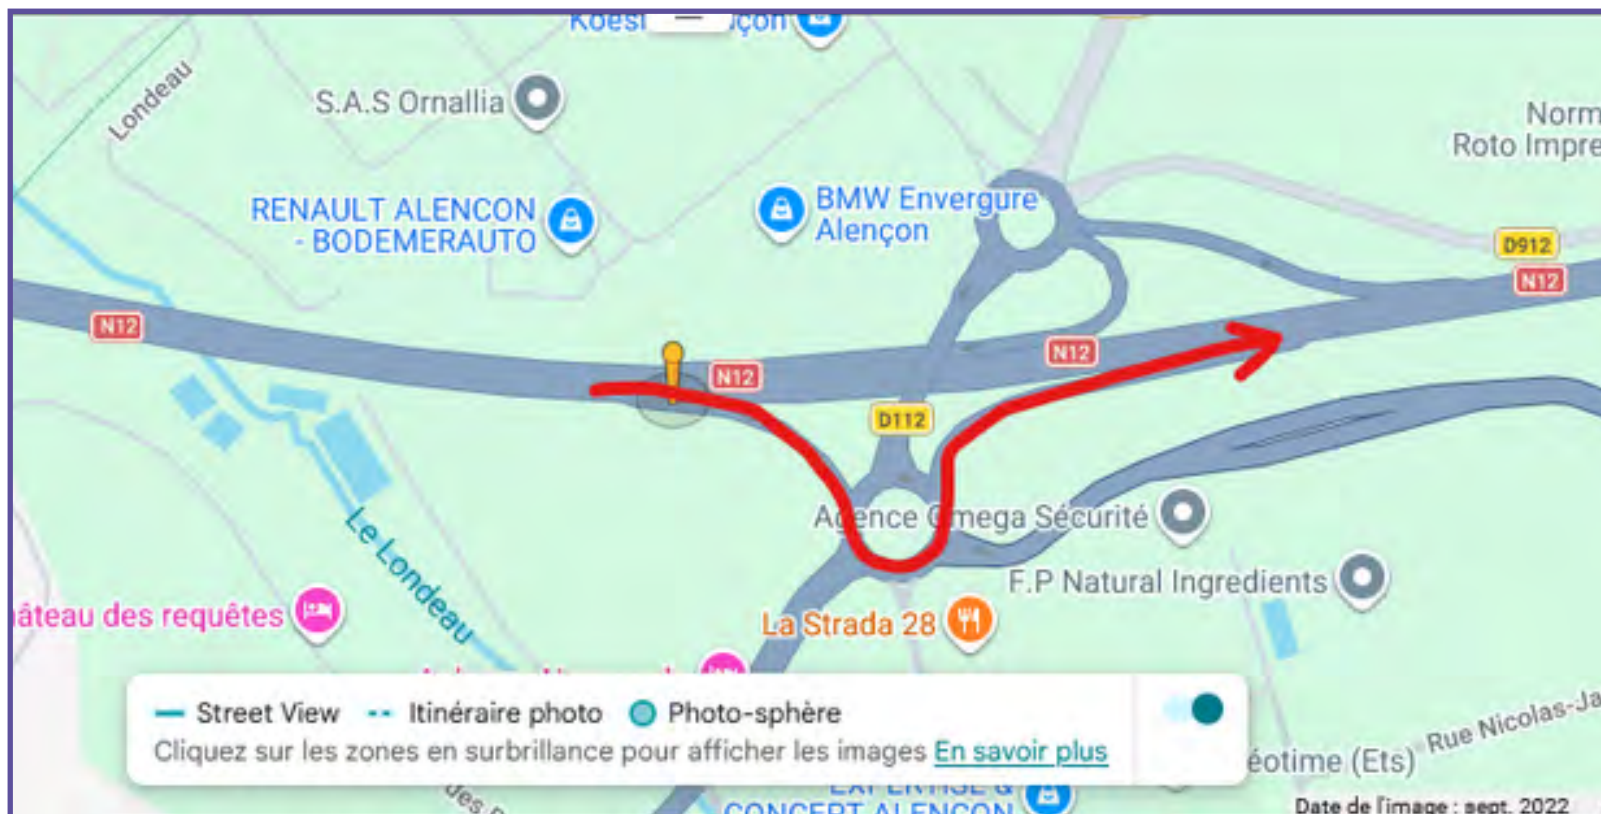 Londeau
S.A.S Ornallia
RENAULT ALENCON
- BODEMERAUTO
BMW Envergure
Alençon
Norm
Roto Impre
D912
N12
N12
N12
N12
D112
Agence Omega Sécurité
F.P Natural Ingredients
Le Londeau
âteau des requêtes
La Strada 28
Street View
Itinéraire photo
Photo-sphère
Cliquez sur les zones en surbrillance pour afficher les images En savoir plus
Rue Nicolas-Ja
éotime (Ets)
EXPERTISE &
CONCEPT ALENÇON
Date de l'image : sept. 2022